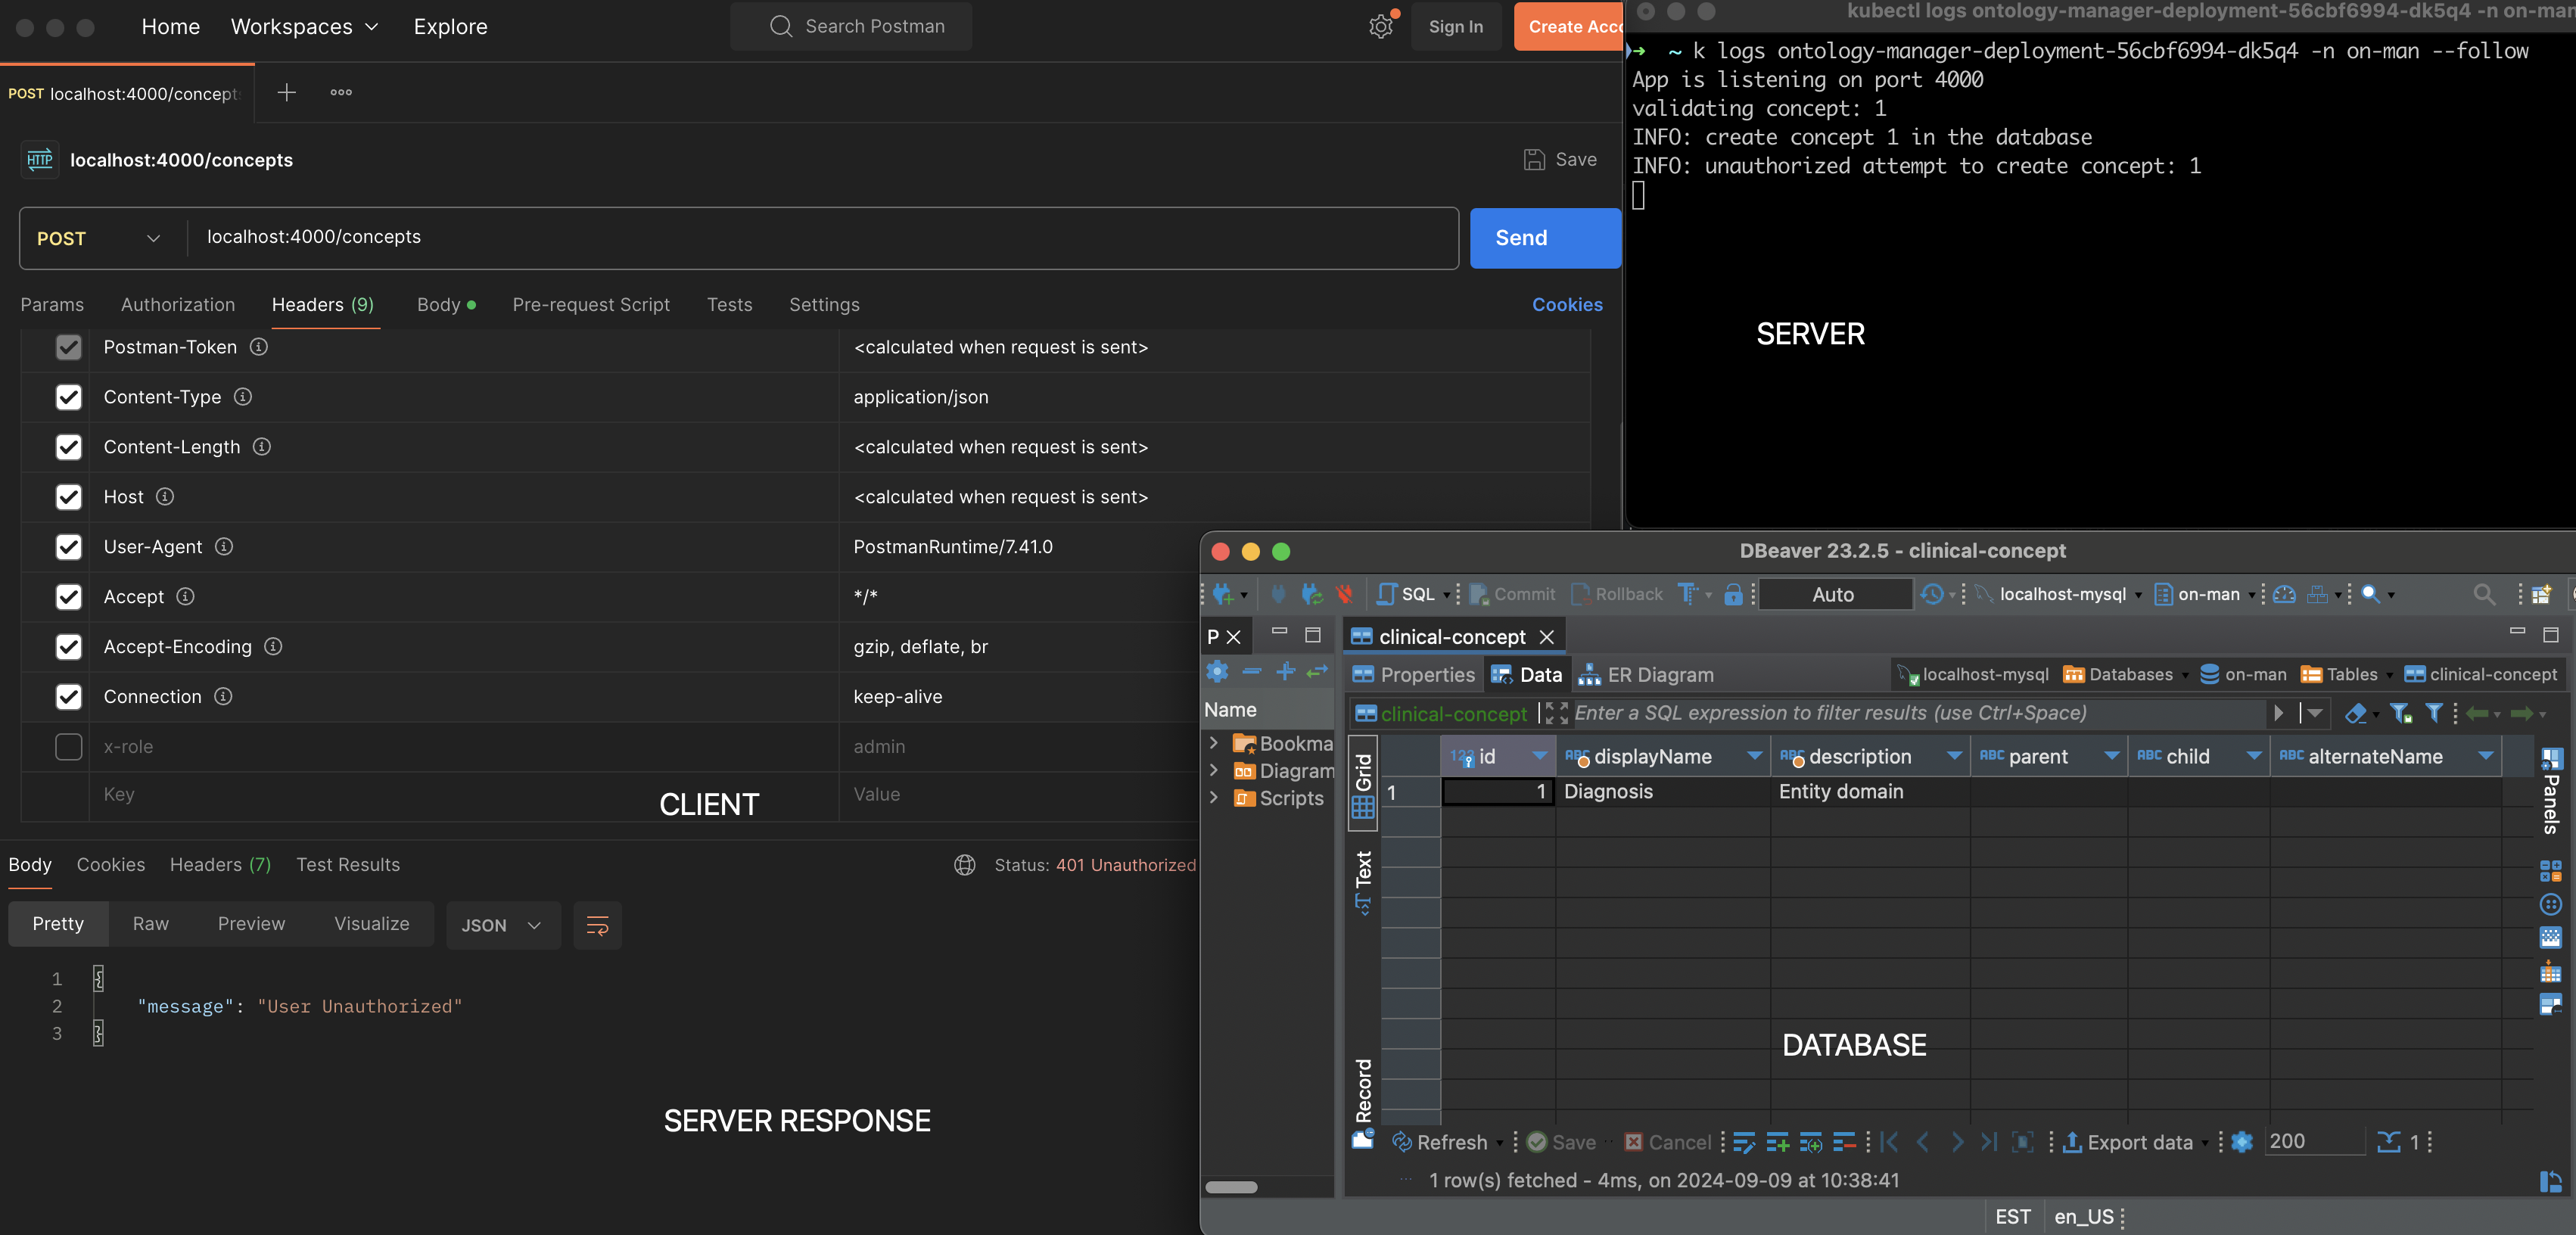 Home Workspaces Explore Search Postman Sign In Create Acco
POST localhost:4000/concept
HTTP localhost:4000/concepts Save
POST localhost:4000/concepts Send
Params Authorization Headers (9) Body Pre-request Script Tests Settings Cookies
Postman-Token <calculated when request is sent>
Content-Type application/json
Content-Length <calculated when request is sent>
Host <calculated when request is sent>
User-Agent PostmanRuntime/7.41.0
Accept */*
Accept-Encoding gzip, deflate, br
Connection keep-alive
x-role admin
Key Value
CLIENT
Body Cookies Headers (7) Test Results Status: 401 Unauthorized
Pretty Raw Preview Visualize JSON
1 {
2 "message": "User Unauthorized"
3 }
SERVER RESPONSE
kubectl logs ontology-manager-deployment-56cbf6994-dk5q4 -n on-man
➜ ~ k logs ontology-manager-deployment-56cbf6994-dk5q4 -n on-man --follow
App is listening on port 4000
validating concept: 1
INFO: create concept 1 in the database
INFO: unauthorized attempt to create concept: 1
SERVER
DBeaver 23.2.5 - clinical-concept
SQL Commit Rollback Auto localhost-mysql on-man
P clinical-concept
Properties Data ER Diagram localhost-mysql Databases on-man Tables clinical-concept
clinical-concept Enter a SQL expression to filter results (use Ctrl+Space)
Name
Bookma
Diagram
Scripts
Grid
Text
Record
123 id ABC displayName ABC description ABC parent ABC child ABC alternateName
1 1 Diagnosis Entity domain
Panels
DATABASE
Refresh Save Cancel Export data 200 1
1 row(s) fetched - 4ms, on 2024-09-09 at 10:38:41
EST en_US